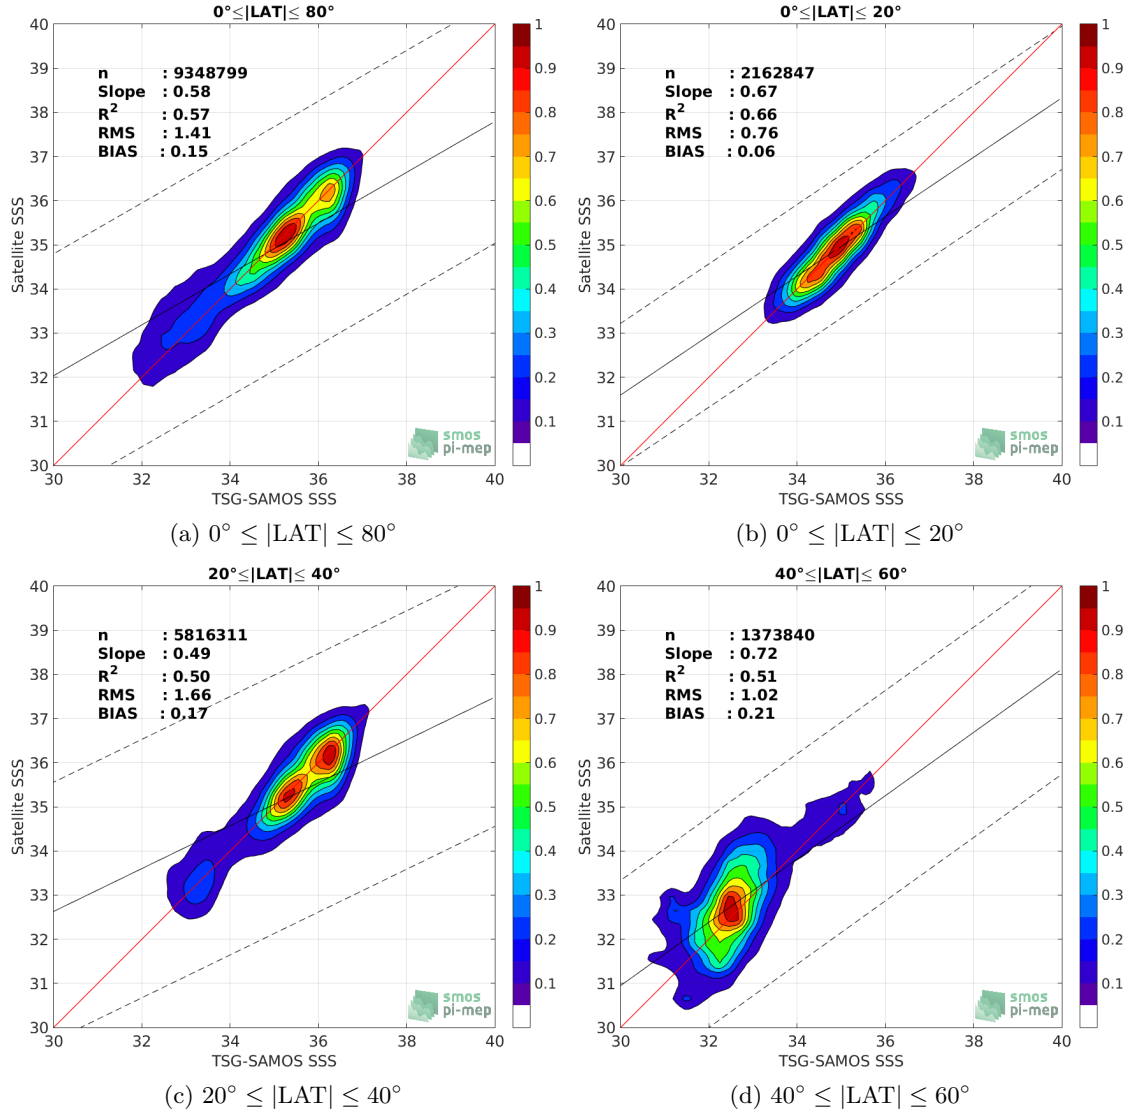 0°≤|LAT|≤ 80°
40
39
38
37
36
35
34
33
32
31
30
Satellite SSS
n : 9348799
Slope : 0.58
R² : 0.57
RMS : 1.41
BIAS : 0.15
smos
pi-mep
30 32 34 36 38 40
TSG-SAMOS SSS
1
0.9
0.8
0.7
0.6
0.5
0.4
0.3
0.2
0.1
(a) 0° ≤ |LAT| ≤ 80°
0°≤|LAT|≤ 20°
40
39
38
37
36
35
34
33
32
31
30
Satellite SSS
n : 2162847
Slope : 0.67
R² : 0.66
RMS : 0.76
BIAS : 0.06
smos
pi-mep
30 32 34 36 38 40
TSG-SAMOS SSS
1
0.9
0.8
0.7
0.6
0.5
0.4
0.3
0.2
0.1
(b) 0° ≤ |LAT| ≤ 20°
20°≤|LAT|≤ 40°
40
39
38
37
36
35
34
33
32
31
30
Satellite SSS
n : 5816311
Slope : 0.49
R² : 0.50
RMS : 1.66
BIAS : 0.17
smos
pi-mep
30 32 34 36 38 40
TSG-SAMOS SSS
1
0.9
0.8
0.7
0.6
0.5
0.4
0.3
0.2
0.1
(c) 20° ≤ |LAT| ≤ 40°
40°≤|LAT|≤ 60°
40
39
38
37
36
35
34
33
32
31
30
Satellite SSS
n : 1373840
Slope : 0.72
R² : 0.51
RMS : 1.02
BIAS : 0.21
smos
pi-mep
30 32 34 36 38 40
TSG-SAMOS SSS
1
0.9
0.8
0.7
0.6
0.5
0.4
0.3
0.2
0.1
(d) 40° ≤ |LAT| ≤ 60°